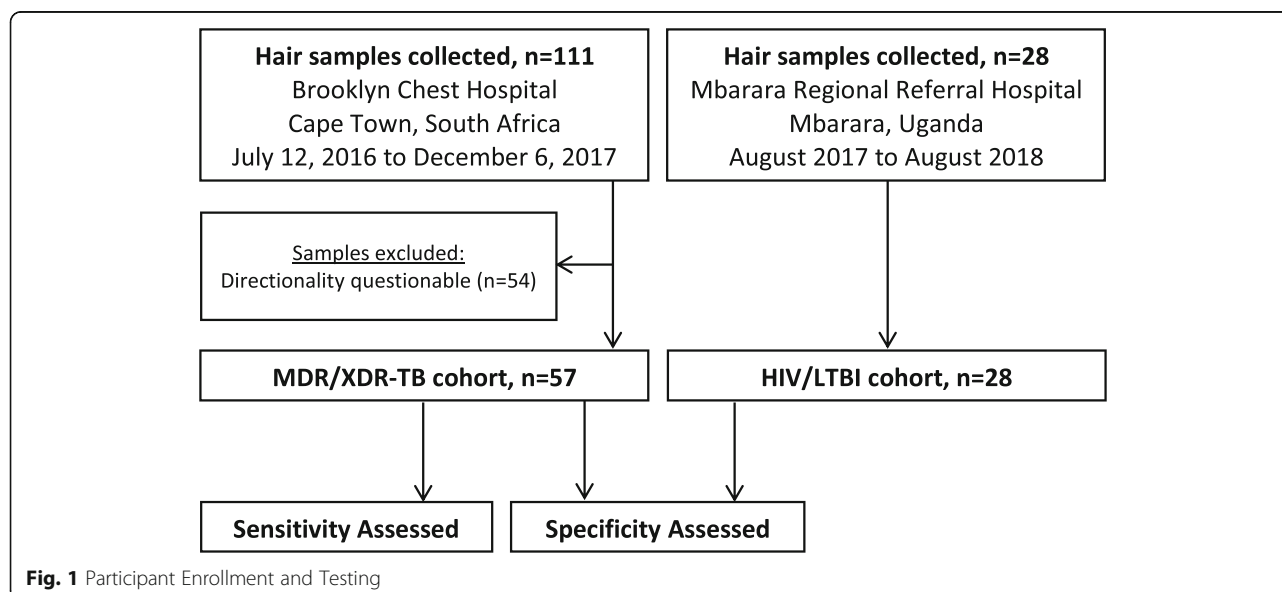 Hair samples collected, n=111
Brooklyn Chest Hospital
Cape Town, South Africa
July 12, 2016 to December 6, 2017
Hair samples collected, n=28
Mbarara Regional Referral Hospital
Mbarara, Uganda
August 2017 to August 2018
Samples excluded:
Directionality questionable (n=54)
MDR/XDR-TB cohort, n=57
HIV/LTBI cohort, n=28
Sensitivity Assessed
Specificity Assessed
Fig. 1 Participant Enrollment and Testing